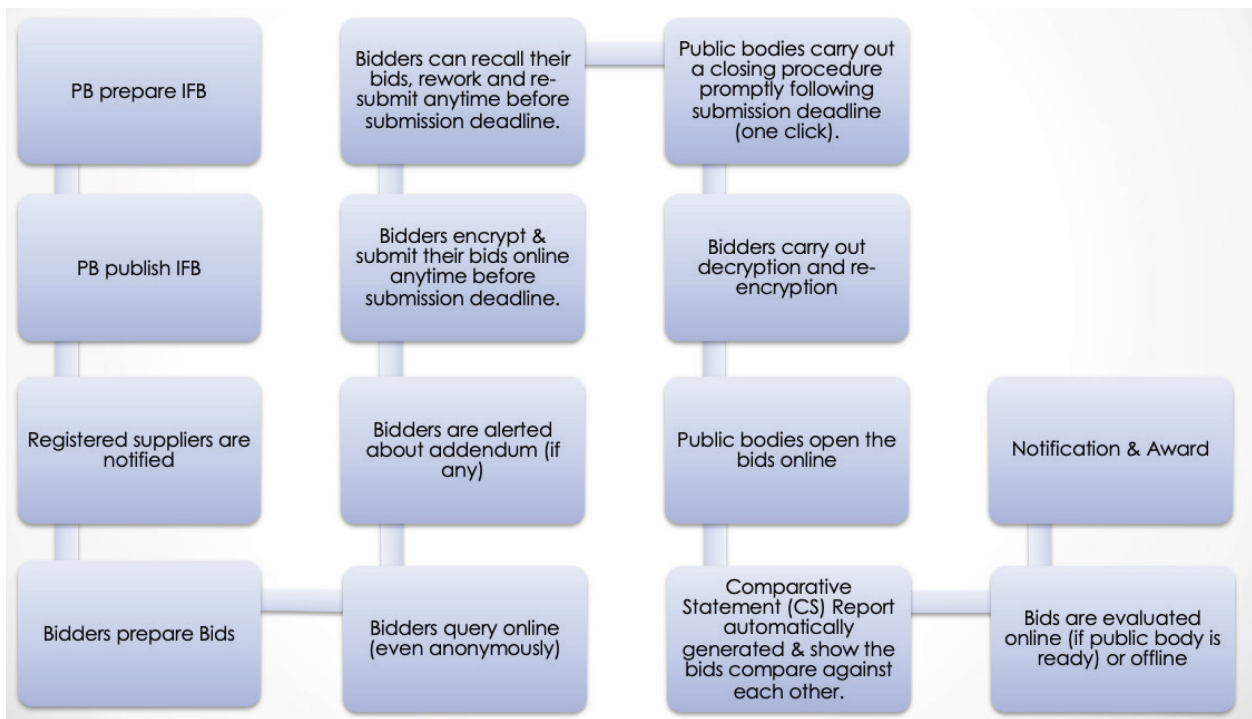 PB prepare IFB
PB publish IFB
Registered suppliers are
notified
Bidders prepare Bids
Bidders query online
(even anonymously)
Bidders are alerted
about addendum (if
any)
Bidders encrypt &
submit their bids online
anytime before
submission deadline.
Bidders can recall their
bids, rework and re-
submit anytime before
submission deadline.
Public bodies carry out
a closing procedure
promptly following
submission deadline
(one click).
Bidders carry out
decryption and re-
encryption
Public bodies open the
bids online
Comparative
Statement (CS) Report
automatically
generated & show the
bids compare against
each other.
Bids are evaluated
online (if public body is
ready) or offline
Notification & Award